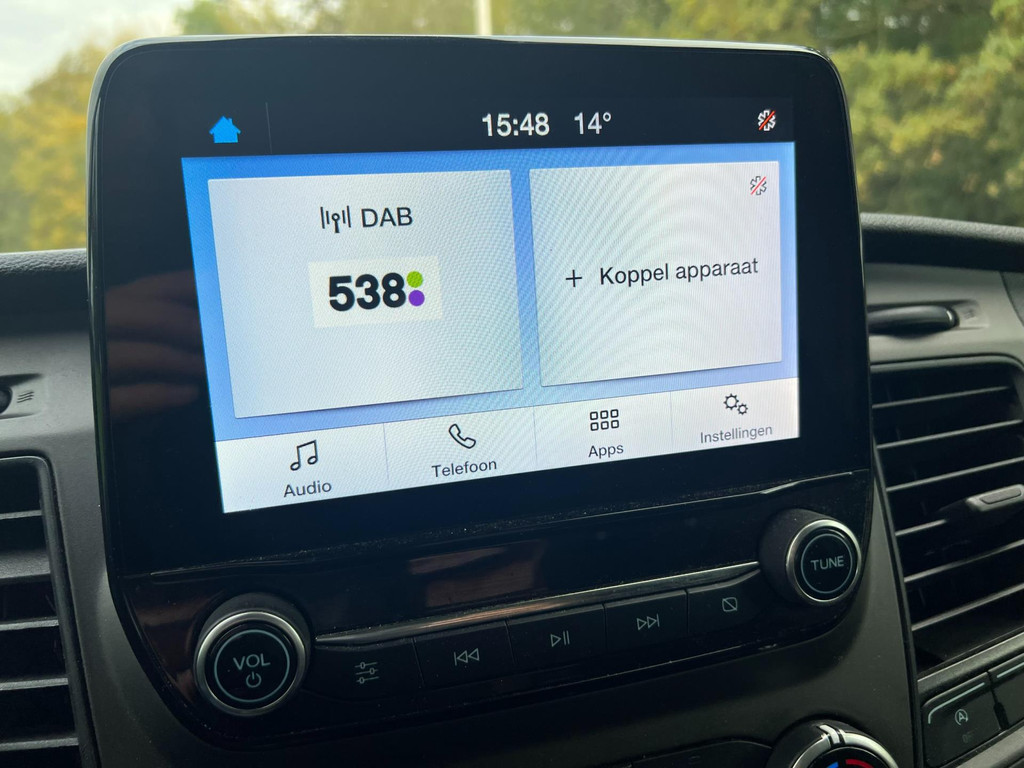 15:48 14°
DAB
538
+ Koppel apparaat
Audio
Telefoon
Apps
Instellingen
VOL
TUNE